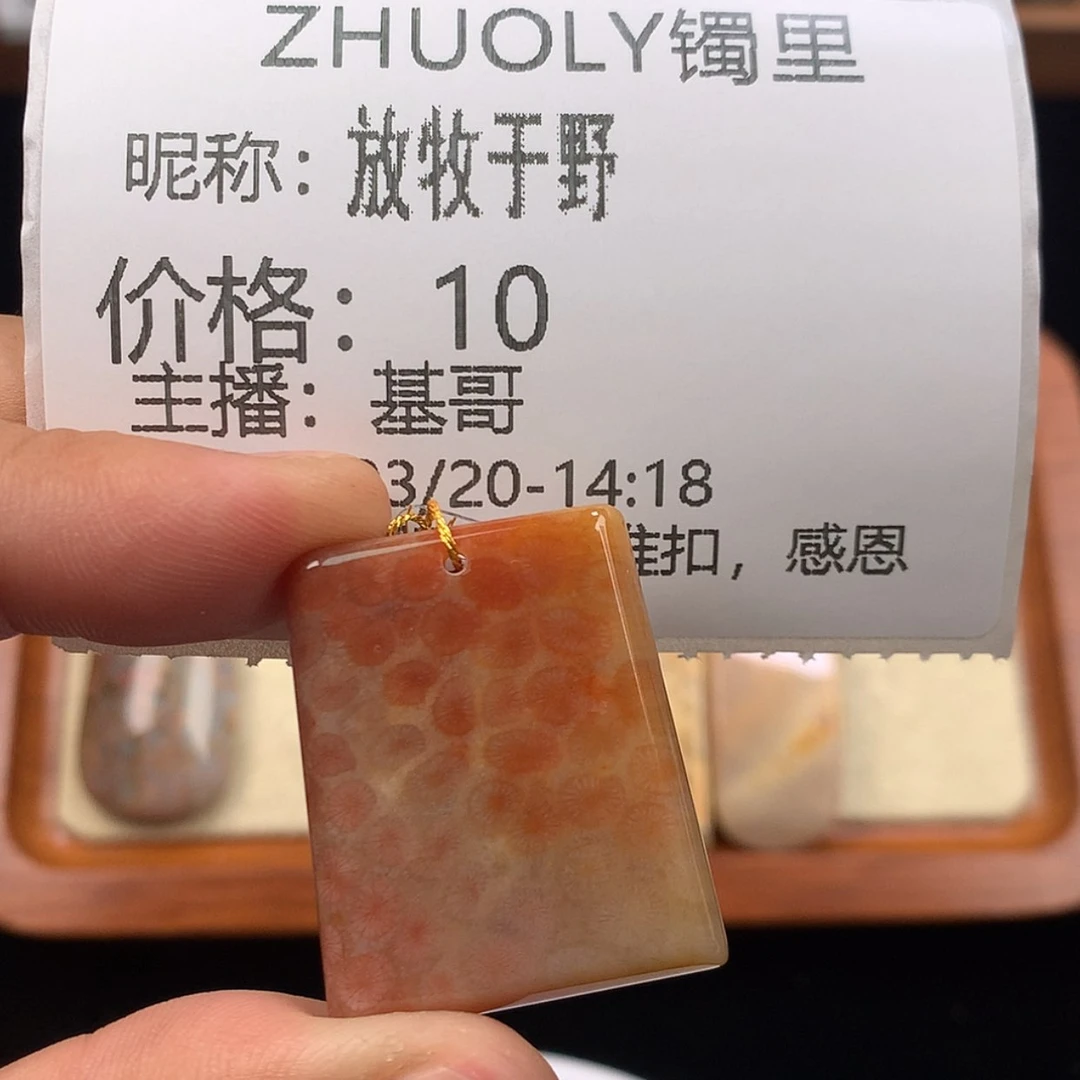 ZHUOLY镯里
昵称：放牧于野
价格：10
主播：基哥
3/20-14:18
准扣，感恩